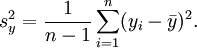 s_y^2 = \frac{1}{n-1} \sum_{i=1}^{n} (y_i - \bar{y})^2.